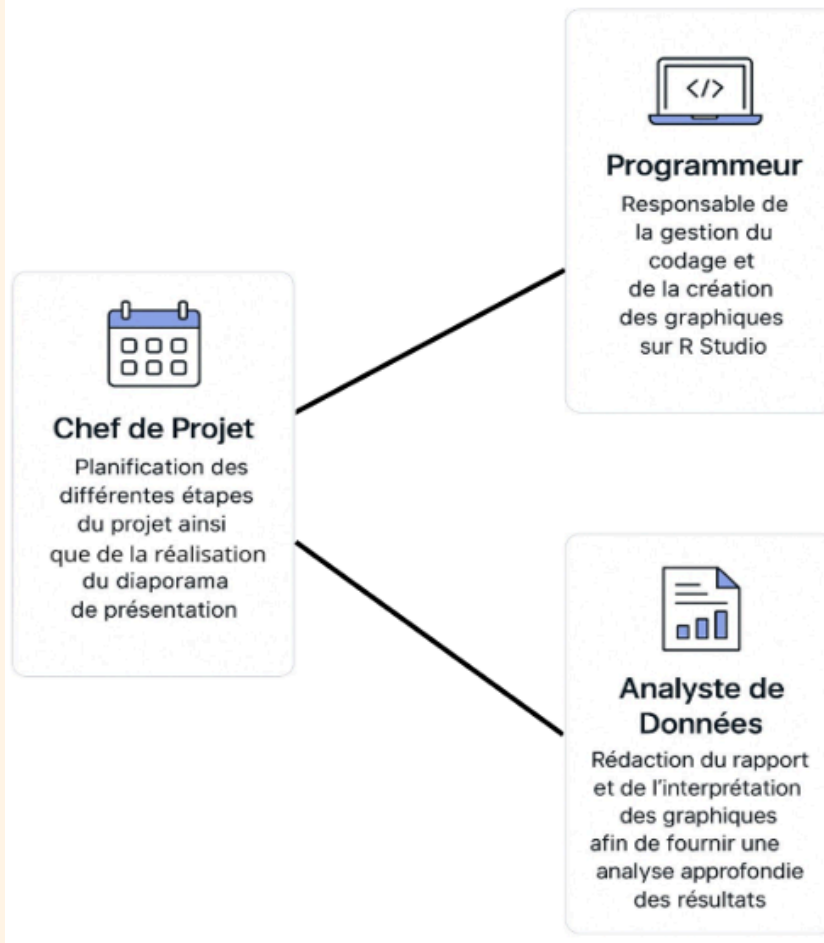 </>
Programmeur
Responsable de
la gestion du
codage et
de la création
des graphiques
sur R Studio
Chef de Projet
Planification des
différentes étapes
du projet ainsi
que de la réalisation
du diaporama
de présentation
Analyste de
Données
Rédaction du rapport
et de l'interprétation
des graphiques
afin de fournir une
analyse approfondie
des résultats